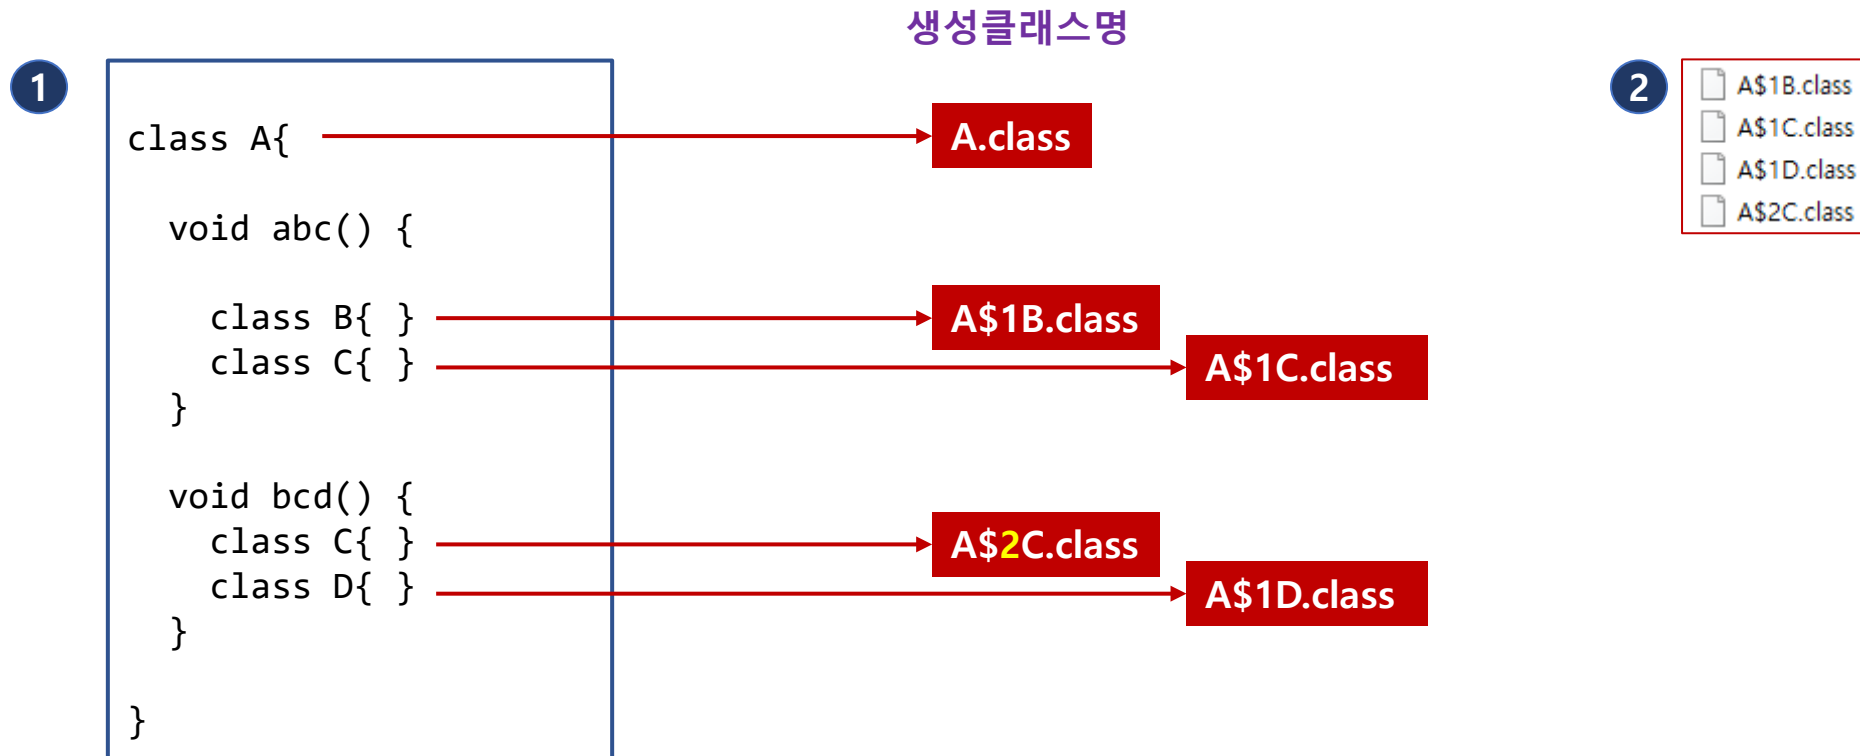 생성클래스명
1
class A{
A.class
void abc() {
class B{ }
A$1B.class
class C{ }
A$1C.class
}
void bcd() {
class C{ }
A$2C.class
class D{ }
A$1D.class
}
}
2
A$1B.class
A$1C.class
A$1D.class
A$2C.class